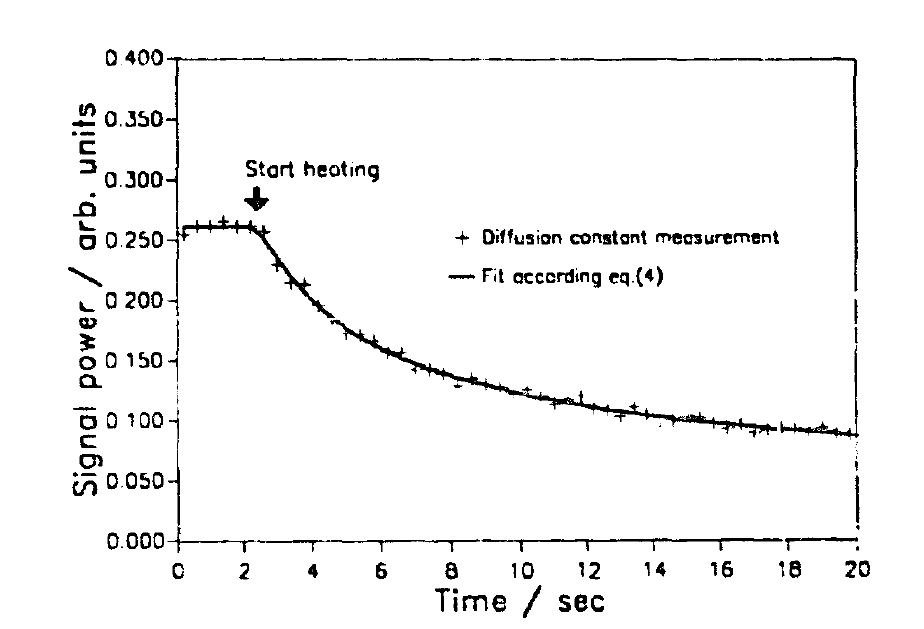 0.400
0.350
0.300
0.250
0.200
0.150
0.100
0.050
0.000
Signal power / arb. units
Start heating
Diffusion constant measurement
Fit according eq.(4)
0 2 4 6 8 10 12 14 16 18 20
Time / sec